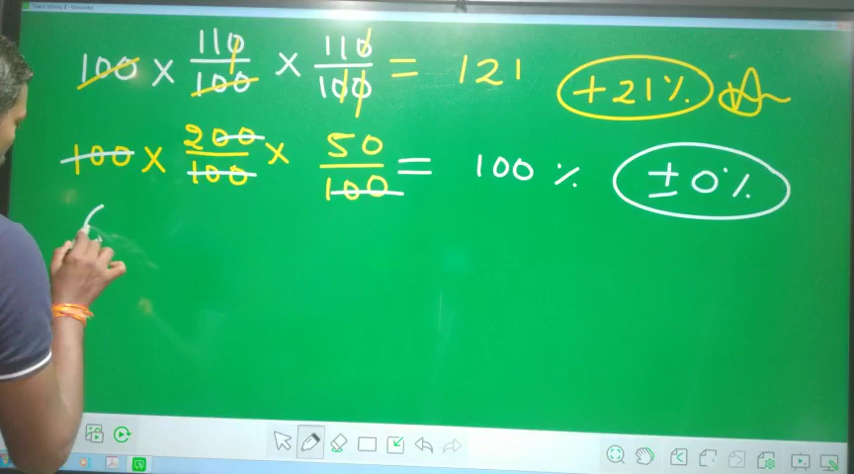 100 × 110/100 × 110/100 = 121 +21%
100 × 200/100 × 50/100 = 100 % ±0%